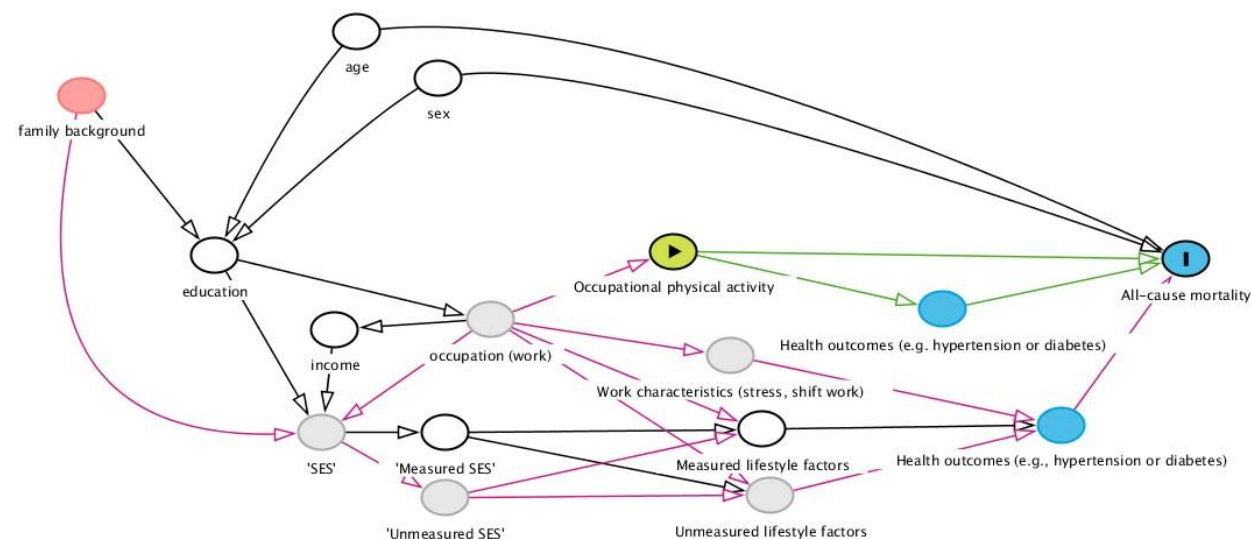 age
sex
family background
education
Occupational physical activity
All-cause mortality
income
occupation (work)
Health outcomes (e.g. hypertension or diabetes)
Work characteristics (stress, shift work)
'SES'
'Measured SES'
Measured lifestyle factors
Health outcomes (e.g., hypertension or diabetes)
'Unmeasured SES'
Unmeasured lifestyle factors